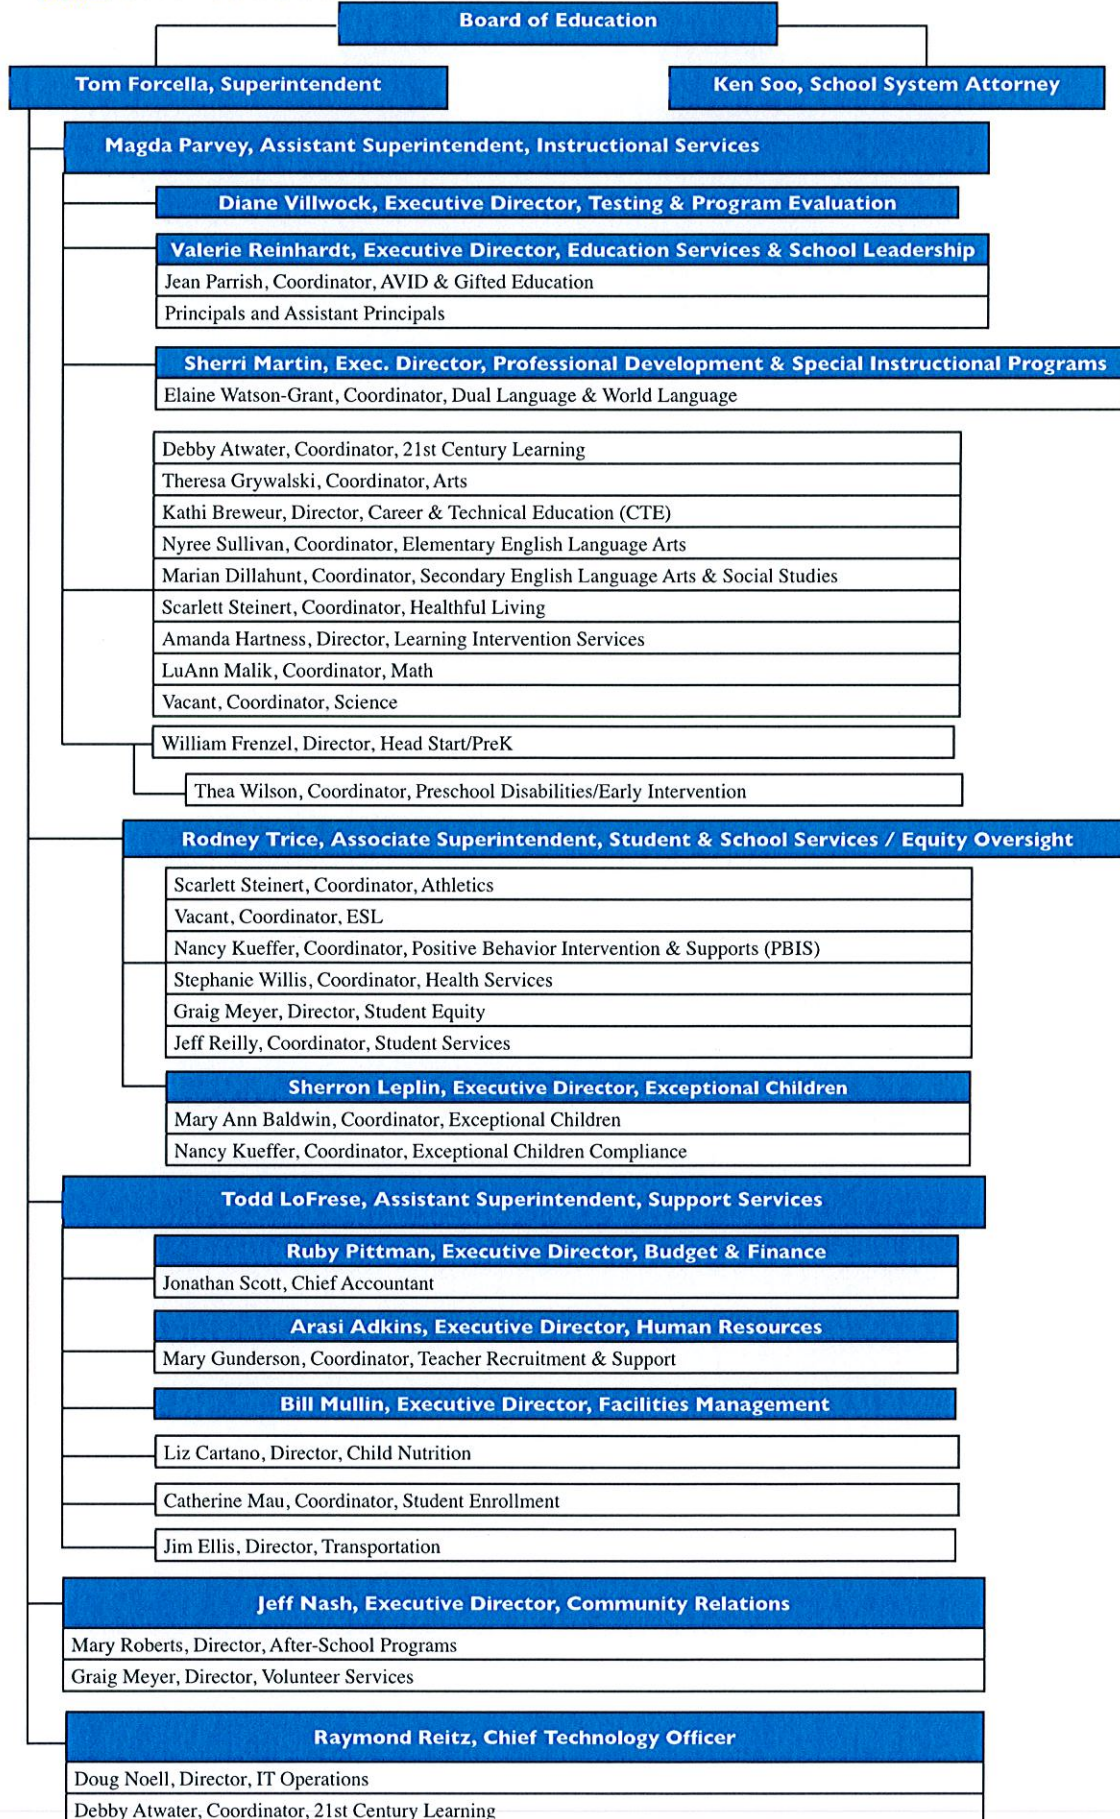 Board of Education
Tom Forcella, Superintendent
Ken Soo, School System Attorney
Magda Parvey, Assistant Superintendent, Instructional Services
Diane Villwock, Executive Director, Testing & Program Evaluation
Valerie Reinhardt, Executive Director, Education Services & School Leadership
Jean Parrish, Coordinator, AVID & Gifted Education
Principals and Assistant Principals
Sherri Martin, Exec. Director, Professional Development & Special Instructional Programs
Elaine Watson-Grant, Coordinator, Dual Language & World Language
Debby Atwater, Coordinator, 21st Century Learning
Theresa Grywalski, Coordinator, Arts
Kathi Breweur, Director, Career & Technical Education (CTE)
Nyree Sullivan, Coordinator, Elementary English Language Arts
Marian Dillahunt, Coordinator, Secondary English Language Arts & Social Studies
Scarlett Steinert, Coordinator, Healthful Living
Amanda Hartness, Director, Learning Intervention Services
LuAnn Malik, Coordinator, Math
Vacant, Coordinator, Science
William Frenzel, Director, Head Start/PreK
Thea Wilson, Coordinator, Preschool Disabilities/Early Intervention
Rodney Trice, Associate Superintendent, Student & School Services / Equity Oversight
Scarlett Steinert, Coordinator, Athletics
Vacant, Coordinator, ESL
Nancy Kueffer, Coordinator, Positive Behavior Intervention & Supports (PBIS)
Stephanie Willis, Coordinator, Health Services
Graig Meyer, Director, Student Equity
Jeff Reilly, Coordinator, Student Services
Sherron Leplin, Executive Director, Exceptional Children
Mary Ann Baldwin, Coordinator, Exceptional Children
Nancy Kueffer, Coordinator, Exceptional Children Compliance
Todd LoFrese, Assistant Superintendent, Support Services
Ruby Pittman, Executive Director, Budget & Finance
Jonathan Scott, Chief Accountant
Arasi Adkins, Executive Director, Human Resources
Mary Gunderson, Coordinator, Teacher Recruitment & Support
Bill Mullin, Executive Director, Facilities Management
Liz Cartano, Director, Child Nutrition
Catherine Mau, Coordinator, Student Enrollment
Jim Ellis, Director, Transportation
Jeff Nash, Executive Director, Community Relations
Mary Roberts, Director, After-School Programs
Graig Meyer, Director, Volunteer Services
Raymond Reitz, Chief Technology Officer
Doug Noell, Director, IT Operations
Debby Atwater, Coordinator, 21st Century Learning